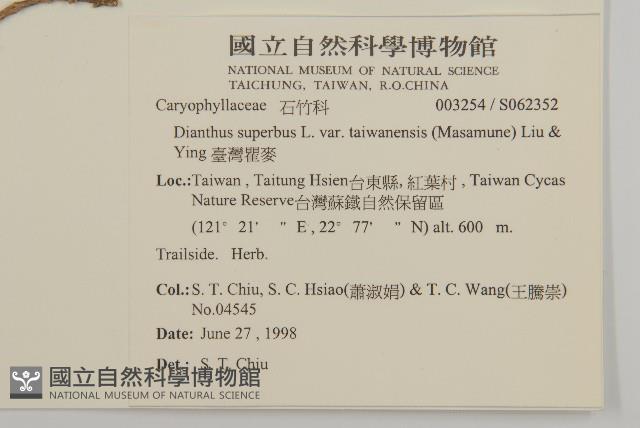 國立自然科學博物館
NATIONAL MUSEUM OF NATURAL SCIENCE
TAICHUNG, TAIWAN, R.O.CHINA
Caryophyllaceae 石竹科 003254 / S062352
Dianthus superbus L. var. taiwanensis (Masamune) Liu &
Ying 臺灣瞿麥
Loc.:Taiwan , Taitung Hsien台東縣, 紅葉村 , Taiwan Cycas
Nature Reserve台灣蘇鐵自然保留區
(121° 21' " E , 22° 77' " N) alt. 600 m.
Trailside. Herb.
Col.:S. T. Chiu, S. C. Hsiao(蕭淑娟) & T. C. Wang(王騰崇)
No.04545
Date: June 27 , 1998
Det.: S. T. Chiu
國立自然科學博物館
NATIONAL MUSEUM OF NATURAL SCIENCE